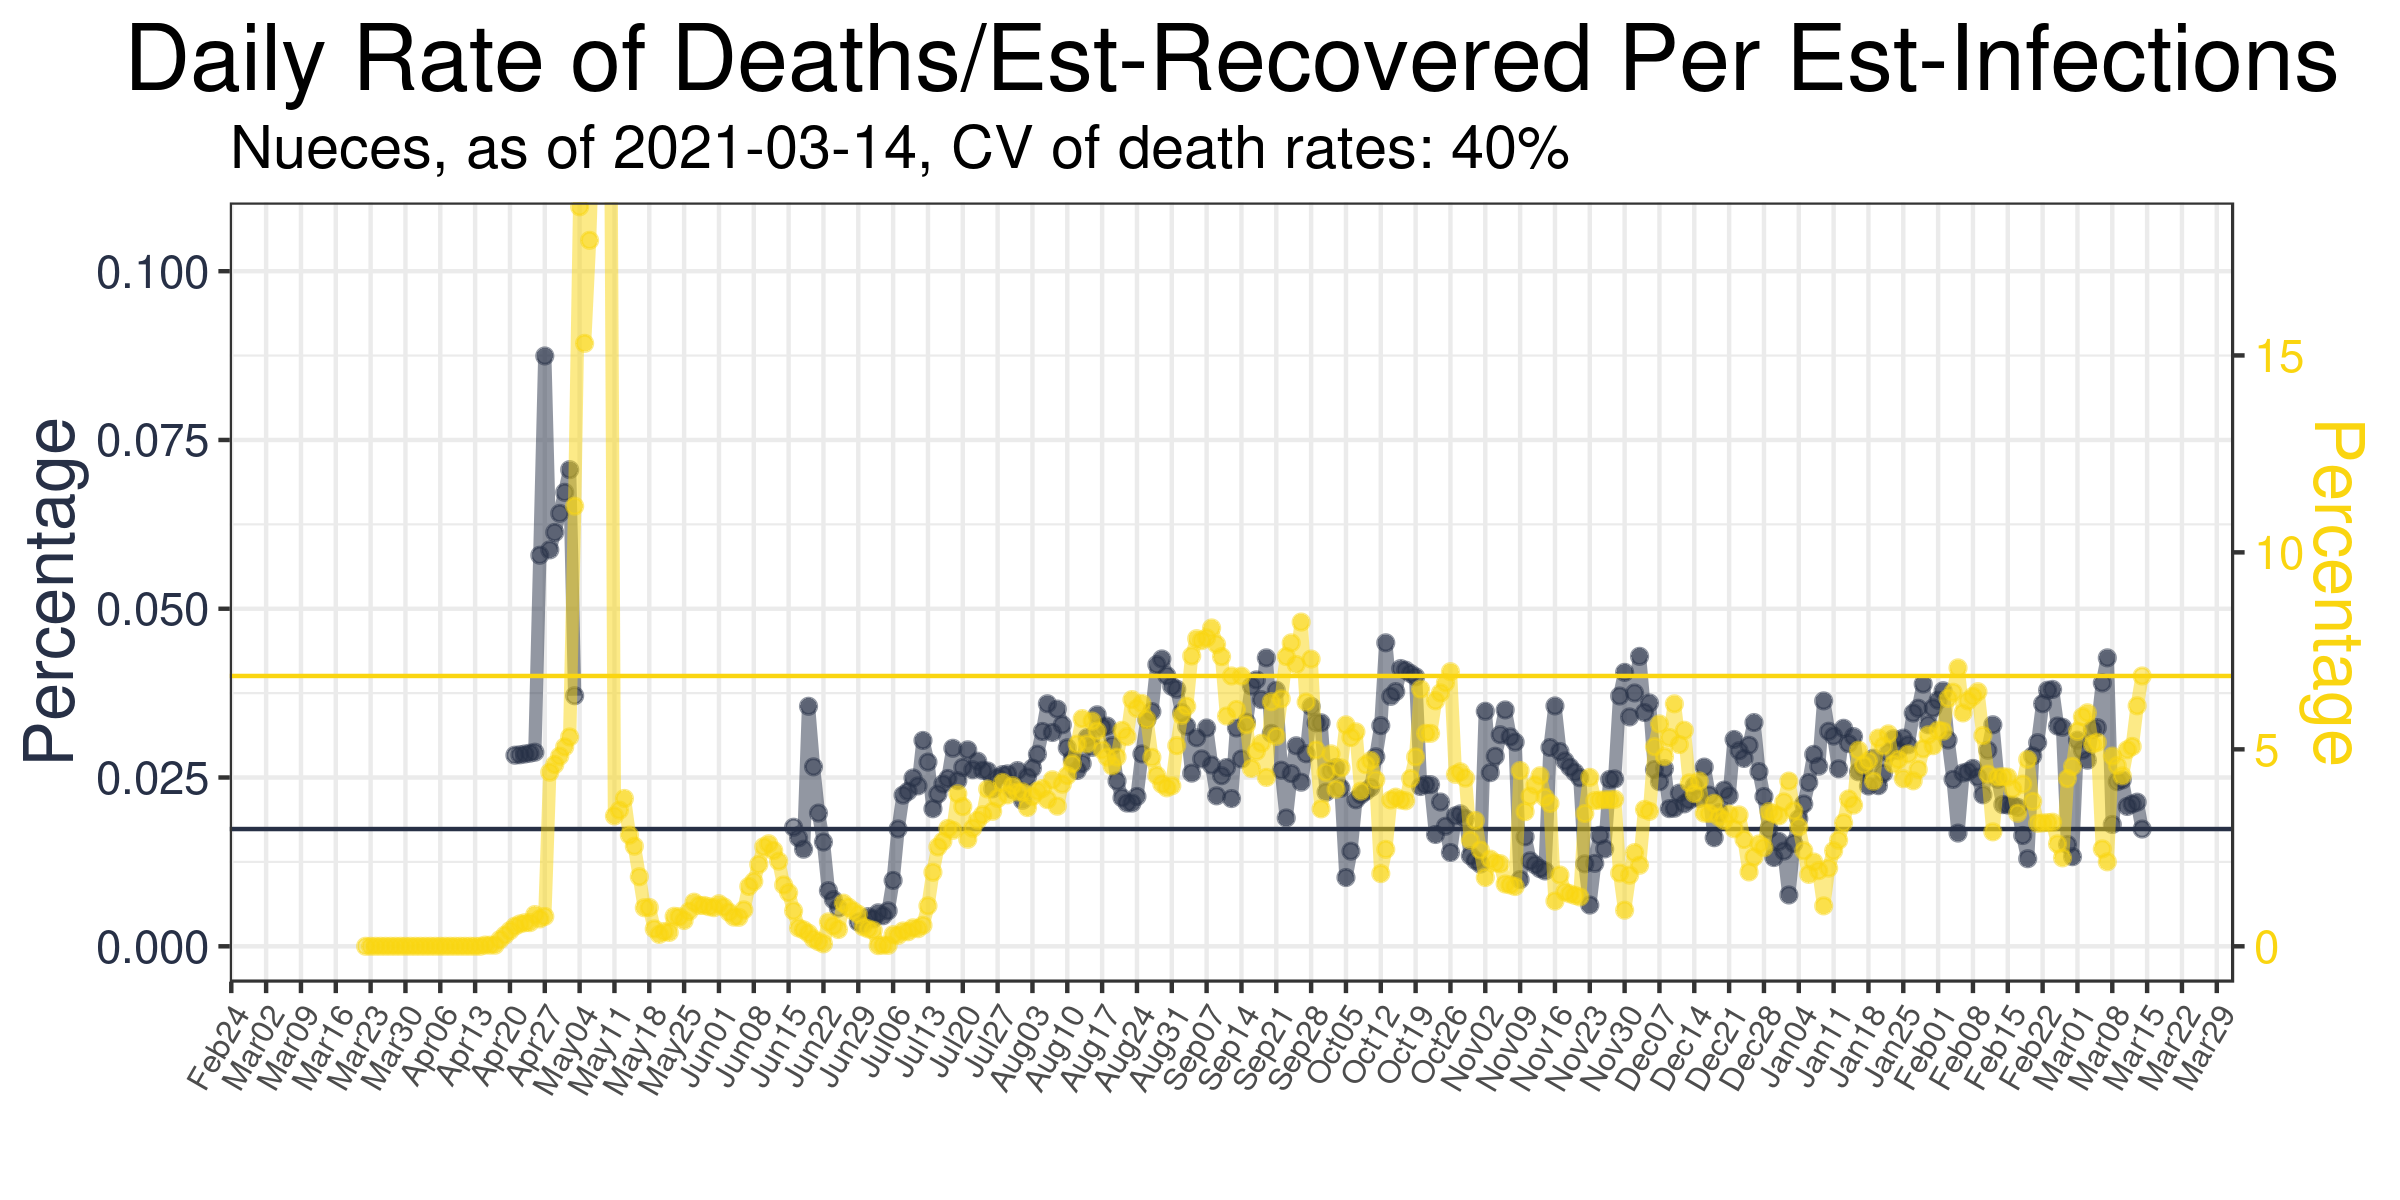 Daily Rate of Deaths/Est-Recovered Per Est-Infections
Nueces, as of 2021-03-14, CV of death rates: 40%
Percentage
0.100
0.075
0.050
0.025
0.000
15
10
5
0
Percentage
Feb24 Mar02 Mar09 Mar16 Mar23 Mar30 Apr06 Apr13 Apr20 Apr27 May04 May11 May18 May25 Jun01 Jun08 Jun15 Jun22 Jun29 Jul06 Jul13 Jul20 Jul27 Aug03 Aug10 Aug17 Aug24 Aug31 Sep07 Sep14 Sep21 Sep28 Oct05 Oct12 Oct19 Oct26 Nov02 Nov09 Nov16 Nov23 Nov30 Dec07 Dec14 Dec21 Dec28 Jan04 Jan11 Jan18 Jan25 Feb01 Feb08 Feb15 Feb22 Mar01 Mar08 Mar15 Mar22 Mar29